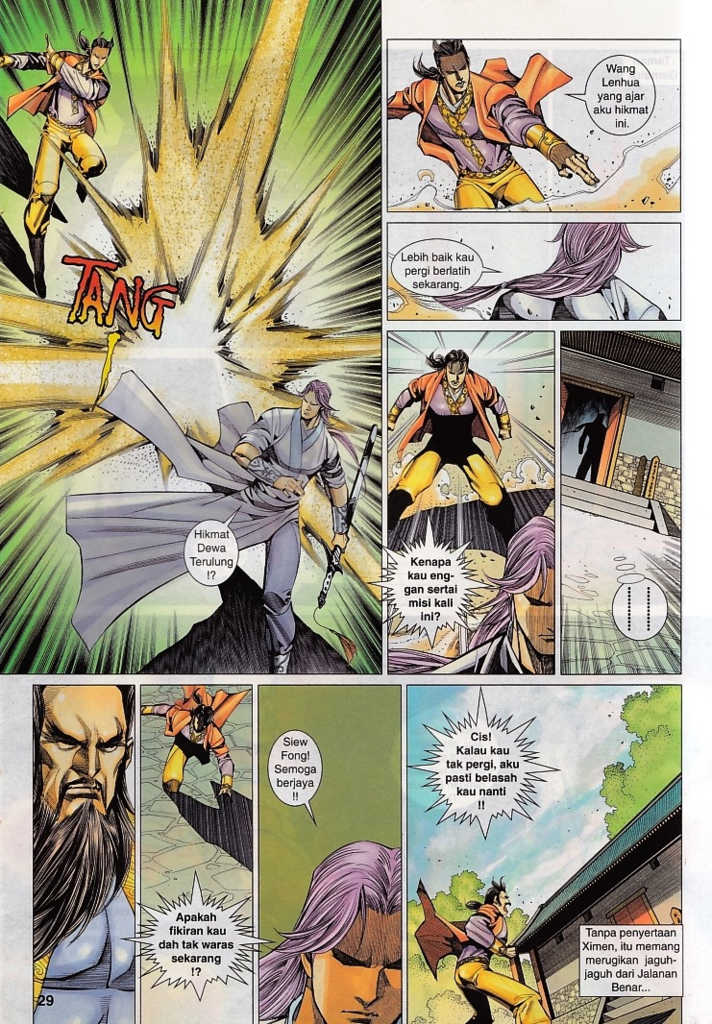 TANG
Hikmat
Dewa
Terulung
!?
Wang
Lenhua
yang ajar
aku hikmat
ini.
Lebih baik kau
pergi berlatih
sekarang.
Kenapa
kau eng-
gan sertai
misi kali
ini?
Apakah
fikiran kau
dah tak waras
sekarang
!?
Siew
Fong!
Semoga
berjaya
!!
Cis!
Kalau kau
tak pergi, aku
pasti belasah
kau nanti
!!
Tanpa penyertaan
Ximen, itu memang
merugikan jaguh-
jaguh dari Jalanan
Benar...
29